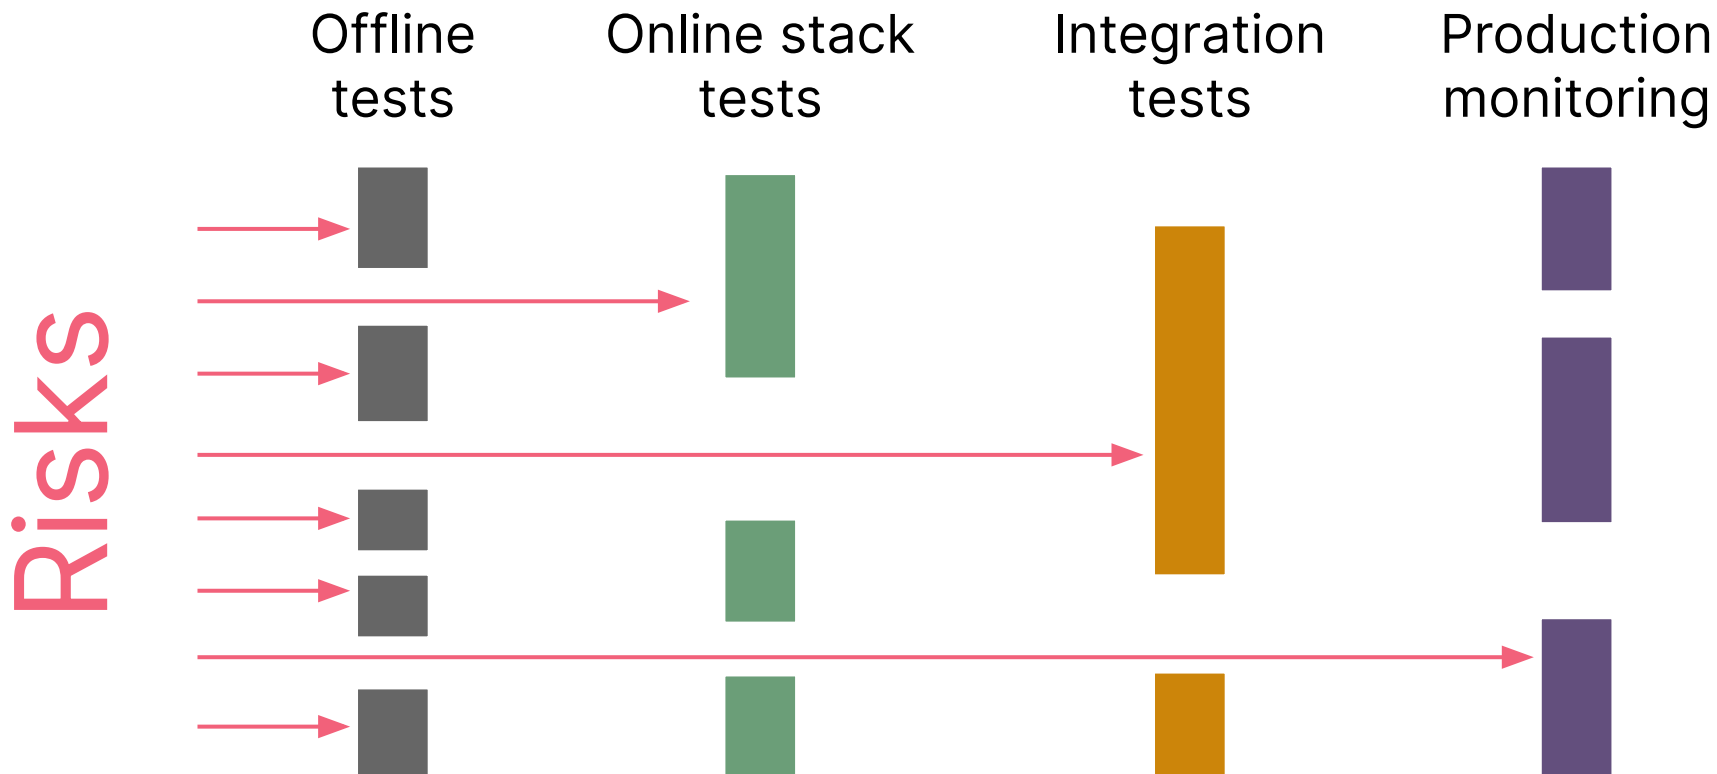 Offline
tests
Online stack
tests
Integration
tests
Production
monitoring
Risks